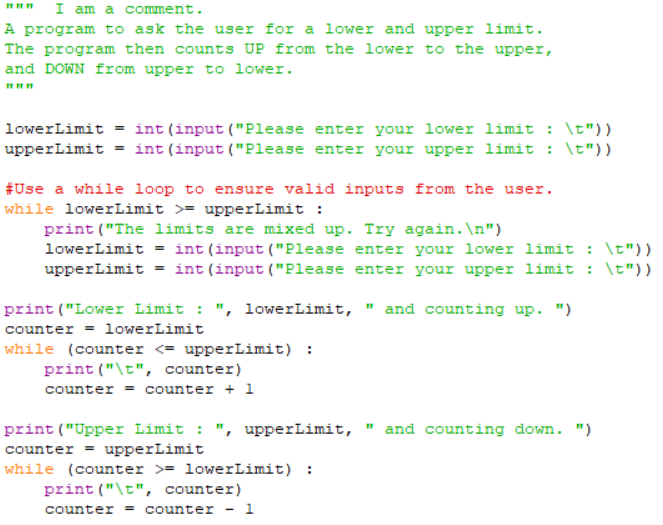 """  I am a comment.
A program to ask the user for a lower and upper limit.
The program then counts UP from the lower to the upper,
and DOWN from upper to lower.
"""

lowerLimit = int(input("Please enter your lower limit : \t"))
upperLimit = int(input("Please enter your upper limit : \t"))

#Use a while loop to ensure valid inputs from the user.
while lowerLimit >= upperLimit :
    print("The limits are mixed up. Try again.\n")
    lowerLimit = int(input("Please enter your lower limit : \t"))
    upperLimit = int(input("Please enter your upper limit : \t"))

print("Lower Limit : ", lowerLimit, " and counting up. ")
counter = lowerLimit
while (counter <= upperLimit) :
    print("\t", counter)
    counter = counter + 1

print("Upper Limit : ", upperLimit, " and counting down. ")
counter = upperLimit
while (counter >= lowerLimit) :
    print("\t", counter)
    counter = counter - 1